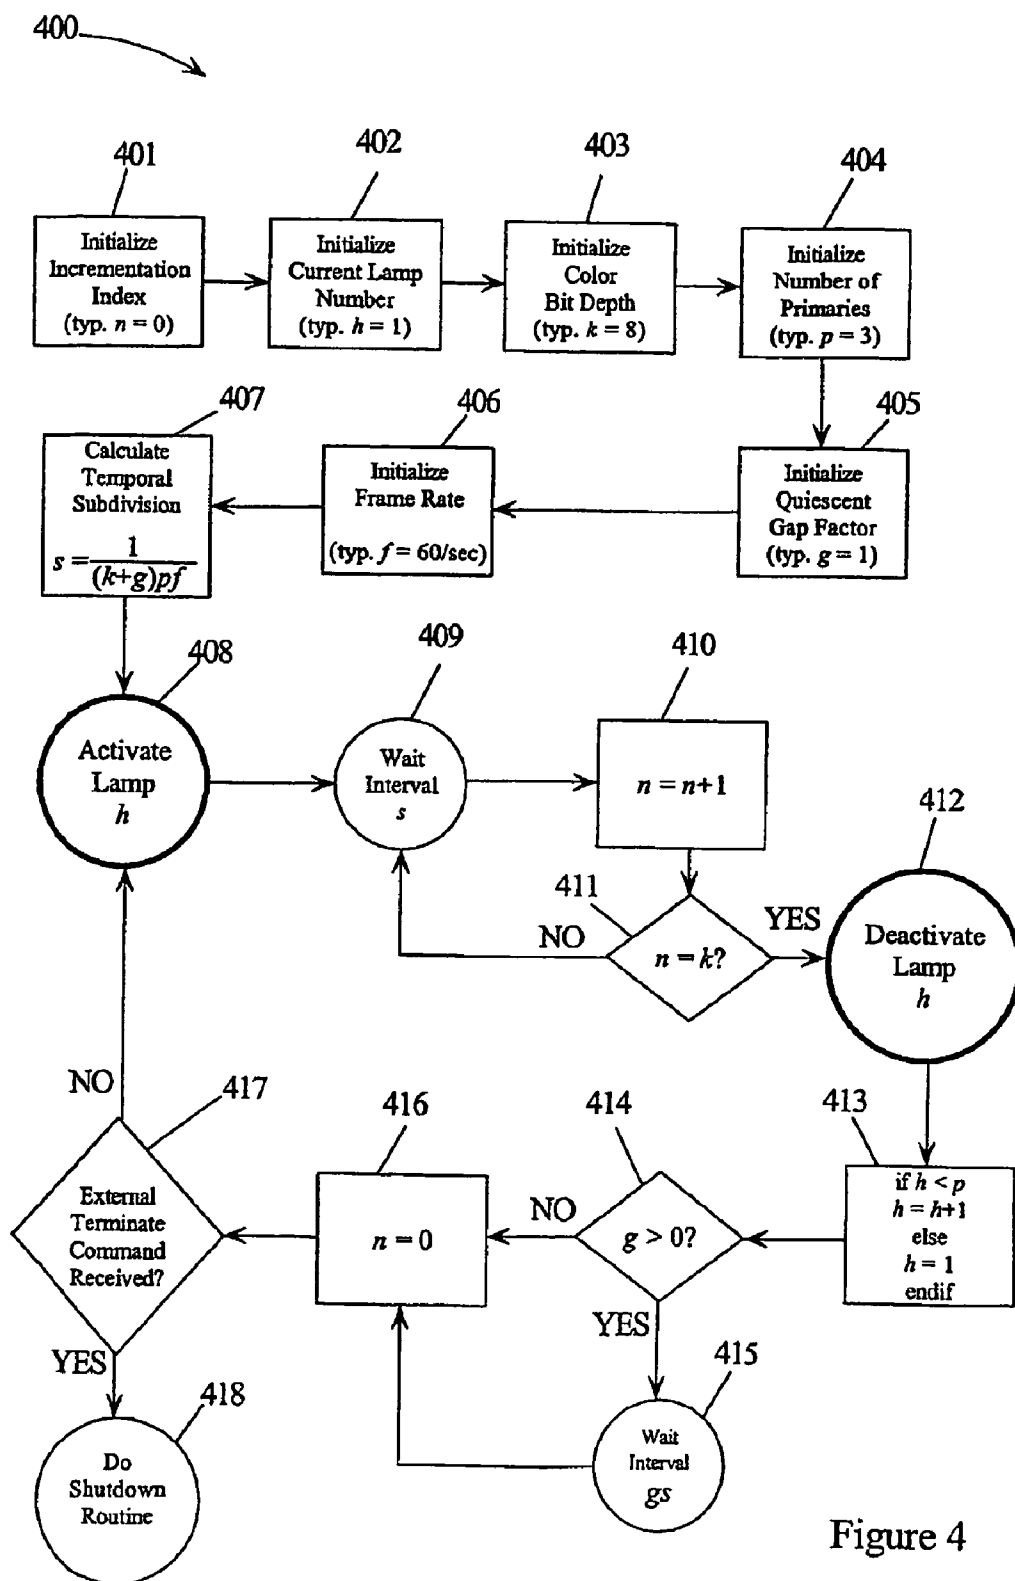 400
401
Initialize
Incrementation
Index
(typ. n = 0)
402
Initialize
Current Lamp
Number
(typ. h = 1)
403
Initialize
Color
Bit Depth
(typ. k = 8)
404
Initialize
Number of
Primaries
(typ. p = 3)
407
Calculate
Temporal
Subdivision
s = 1/((k+g)pf)
406
Initialize
Frame Rate
(typ. f = 60/sec)
405
Initialize
Quiescent
Gap Factor
(typ. g = 1)
408
Activate
Lamp
h
409
Wait
Interval
s
410
n = n+1
411
n = k?
NO
YES
412
Deactivate
Lamp
h
413
if h < p
h = h+1
else
h = 1
endif
414
g > 0?
NO
YES
415
Wait
Interval
gs
416
n = 0
417
External
Terminate
Command
Received?
NO
YES
418
Do
Shutdown
Routine
Figure 4